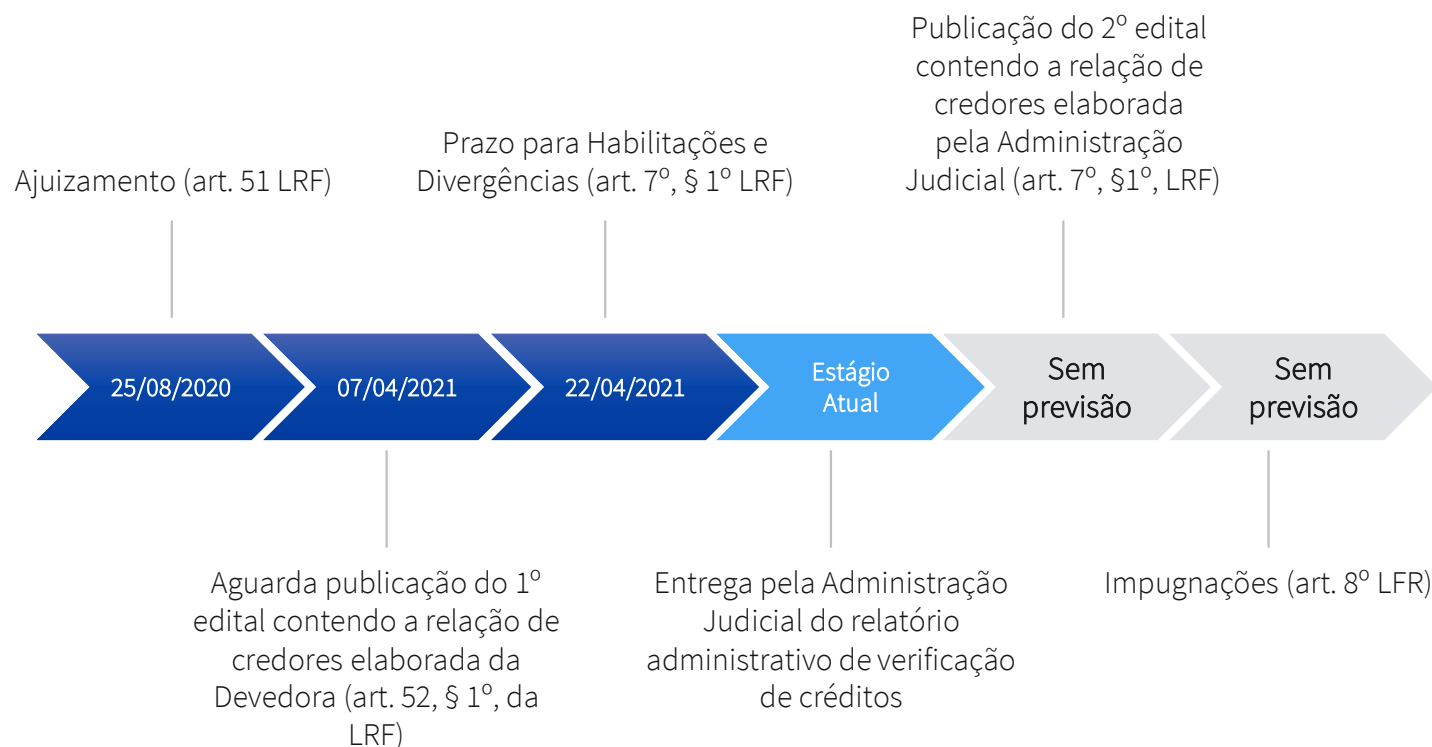 Publicação do 2º edital
contendo a relação de
credores elaborada
pela Administração
Judicial (art. 7º, §1º, LRF)
Prazo para Habilitações e
Divergências (art. 7º, § 1º LRF)
Ajuizamento (art. 51 LRF)
25/08/2020
07/04/2021
22/04/2021
Estágio
Atual
Sem
previsão
Sem
previsão
Aguarda publicação do 1º
edital contendo a relação de
credores elaborada da
Devedora (art. 52, § 1º, da
LRF)
Entrega pela Administração
Judicial do relatório
administrativo de verificação
de créditos
Impugnações (art. 8º LFR)